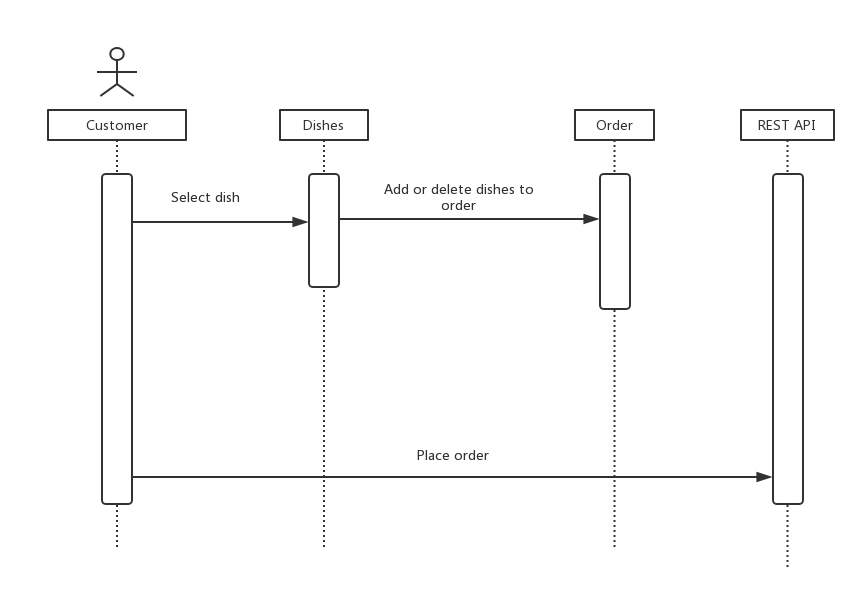 Customer
Dishes
Order
REST API
Select dish
Add or delete dishes to
order
Place order